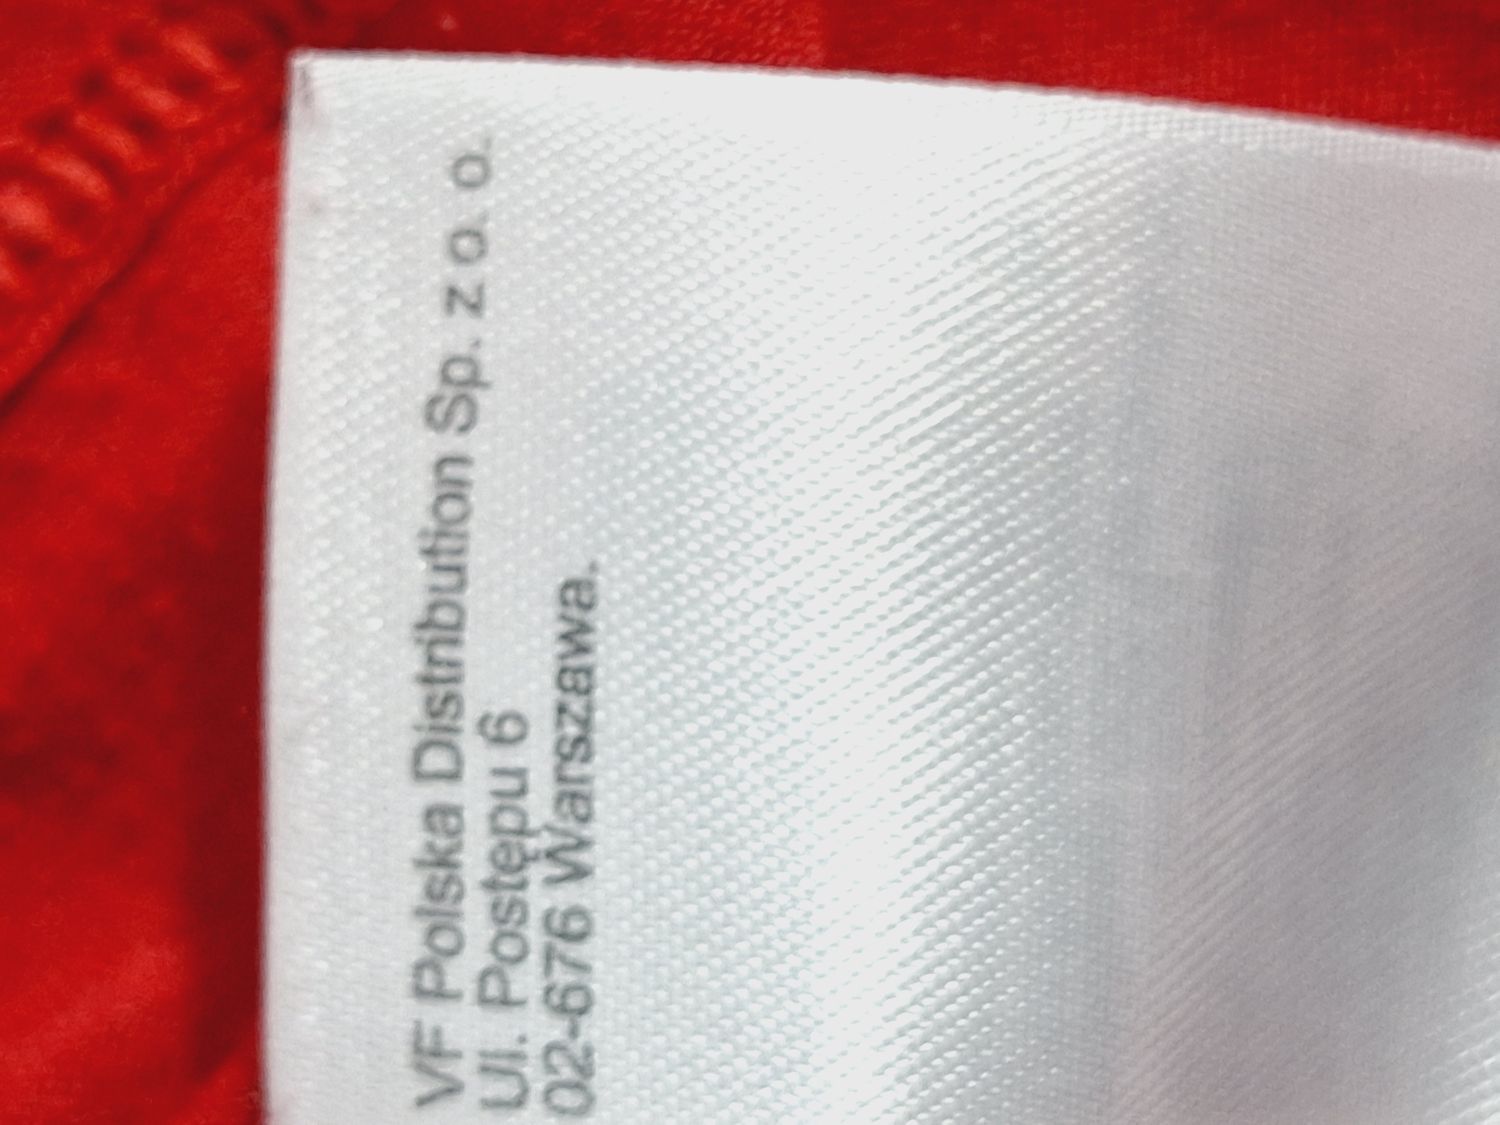 VF Polska Distribution Sp. z o. o.
Ul. Postępu 6
02-676 Warszawa.